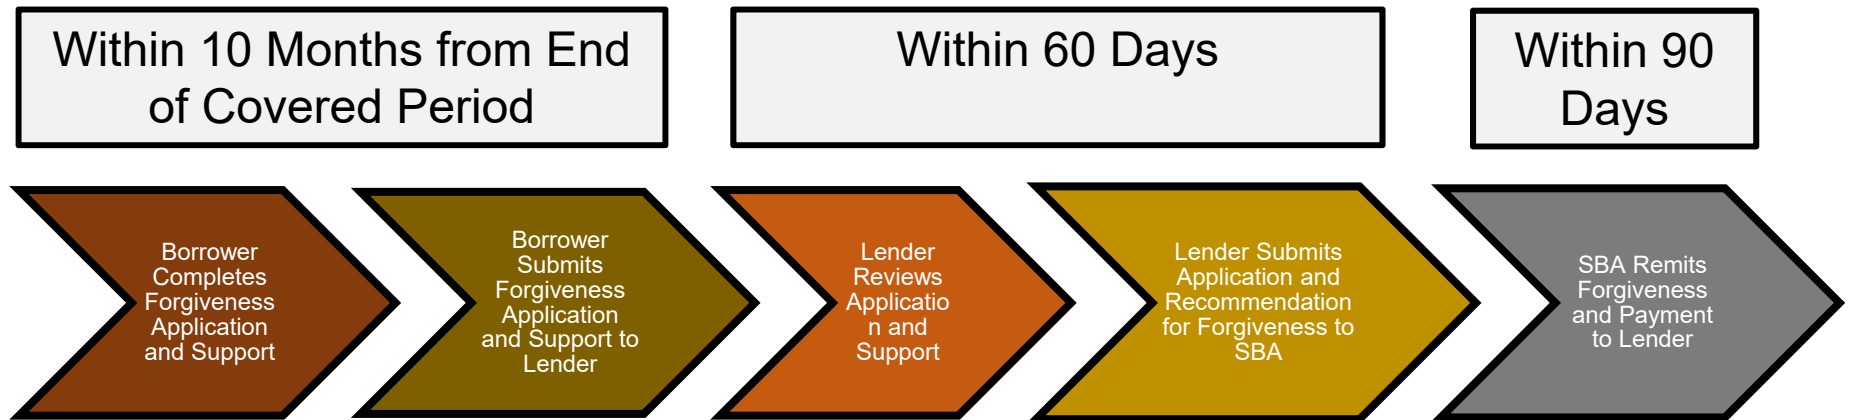 Within 10 Months from End
of Covered Period
Within 60 Days
Within 90
Days
Borrower
Completes
Forgiveness
Application
and Support
Borrower
Submits
Forgiveness
Application
and Support to
Lender
Lender
Reviews
Applicatio
n and
Support
Lender Submits
Application and
Recommendation
for Forgiveness to
SBA
SBA Remits
Forgiveness
and Payment
to Lender